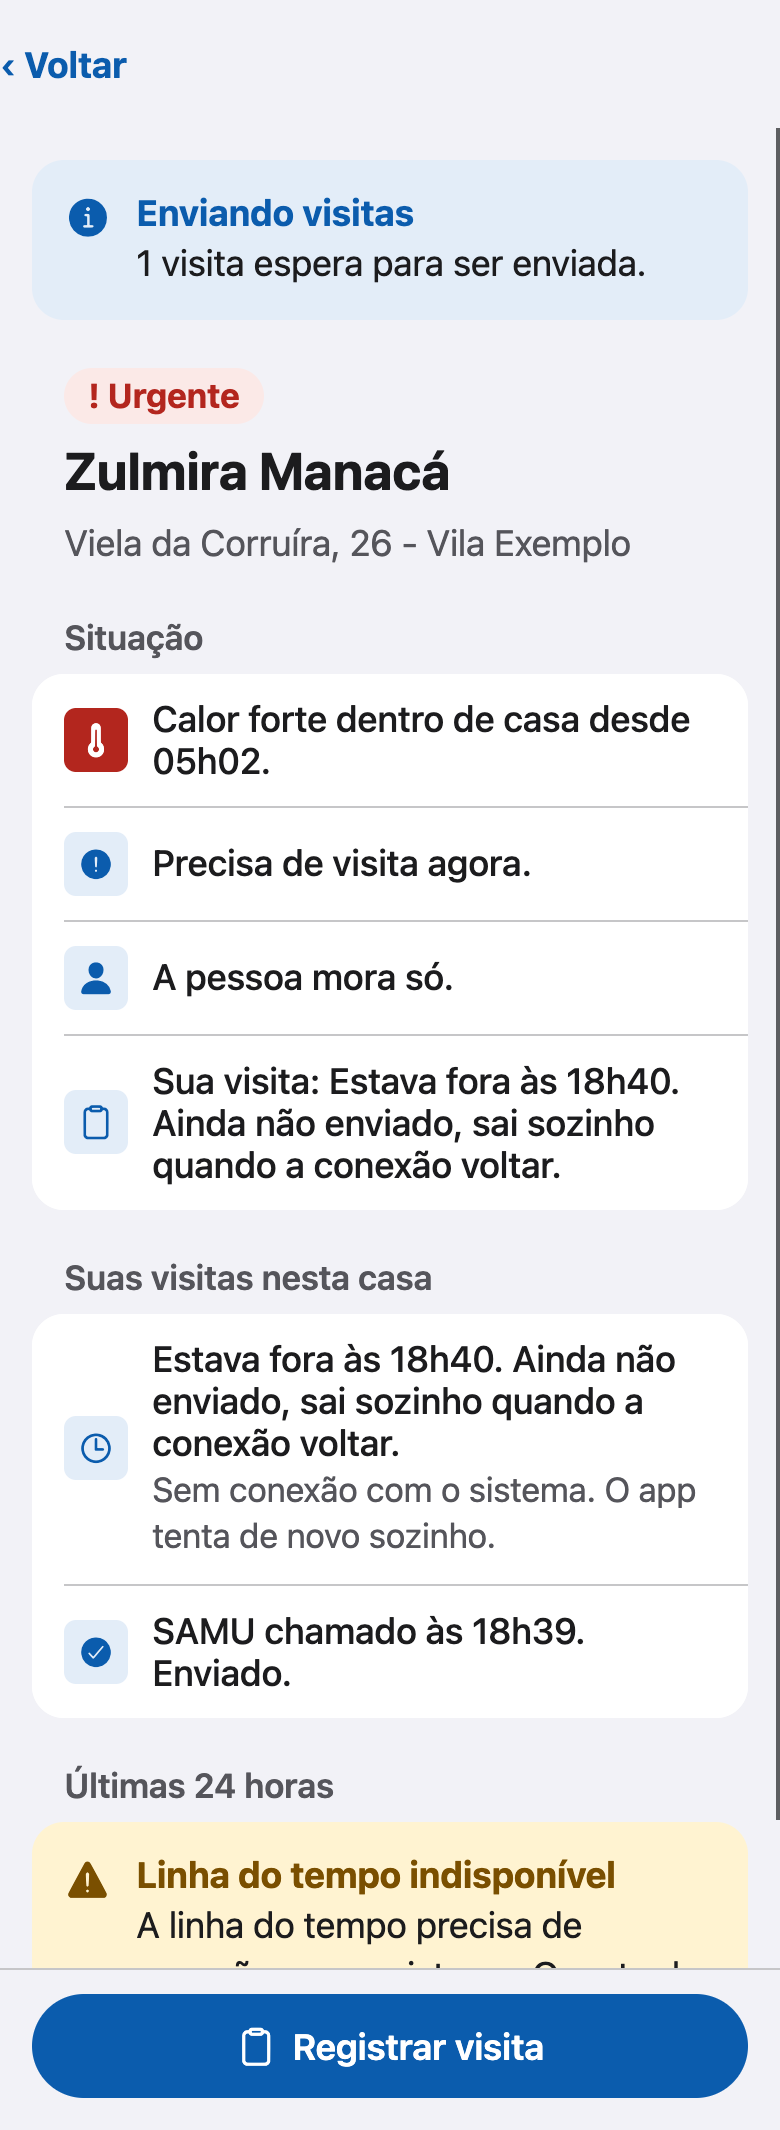 ‹ Voltar
Enviando visitas
1 visita espera para ser enviada.
! Urgente
Zulmira Manacá
Viela da Corruíra, 26 - Vila Exemplo
Situação
Calor forte dentro de casa desde
05h02.
Precisa de visita agora.
A pessoa mora só.
Sua visita: Estava fora às 18h40.
Ainda não enviado, sai sozinho
quando a conexão voltar.
Suas visitas nesta casa
Estava fora às 18h40. Ainda não
enviado, sai sozinho quando a
conexão voltar.
Sem conexão com o sistema. O app
tenta de novo sozinho.
SAMU chamado às 18h39.
Enviado.
Últimas 24 horas
Linha do tempo indisponível
A linha do tempo precisa de
Registrar visita